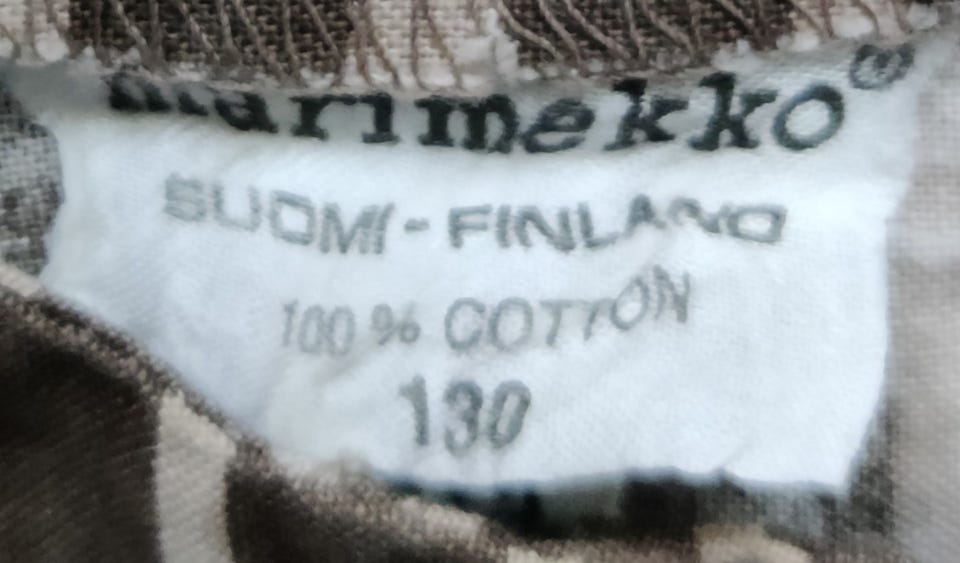 marimekko®
SUOMI - FINLAND
100 % COTTON
130